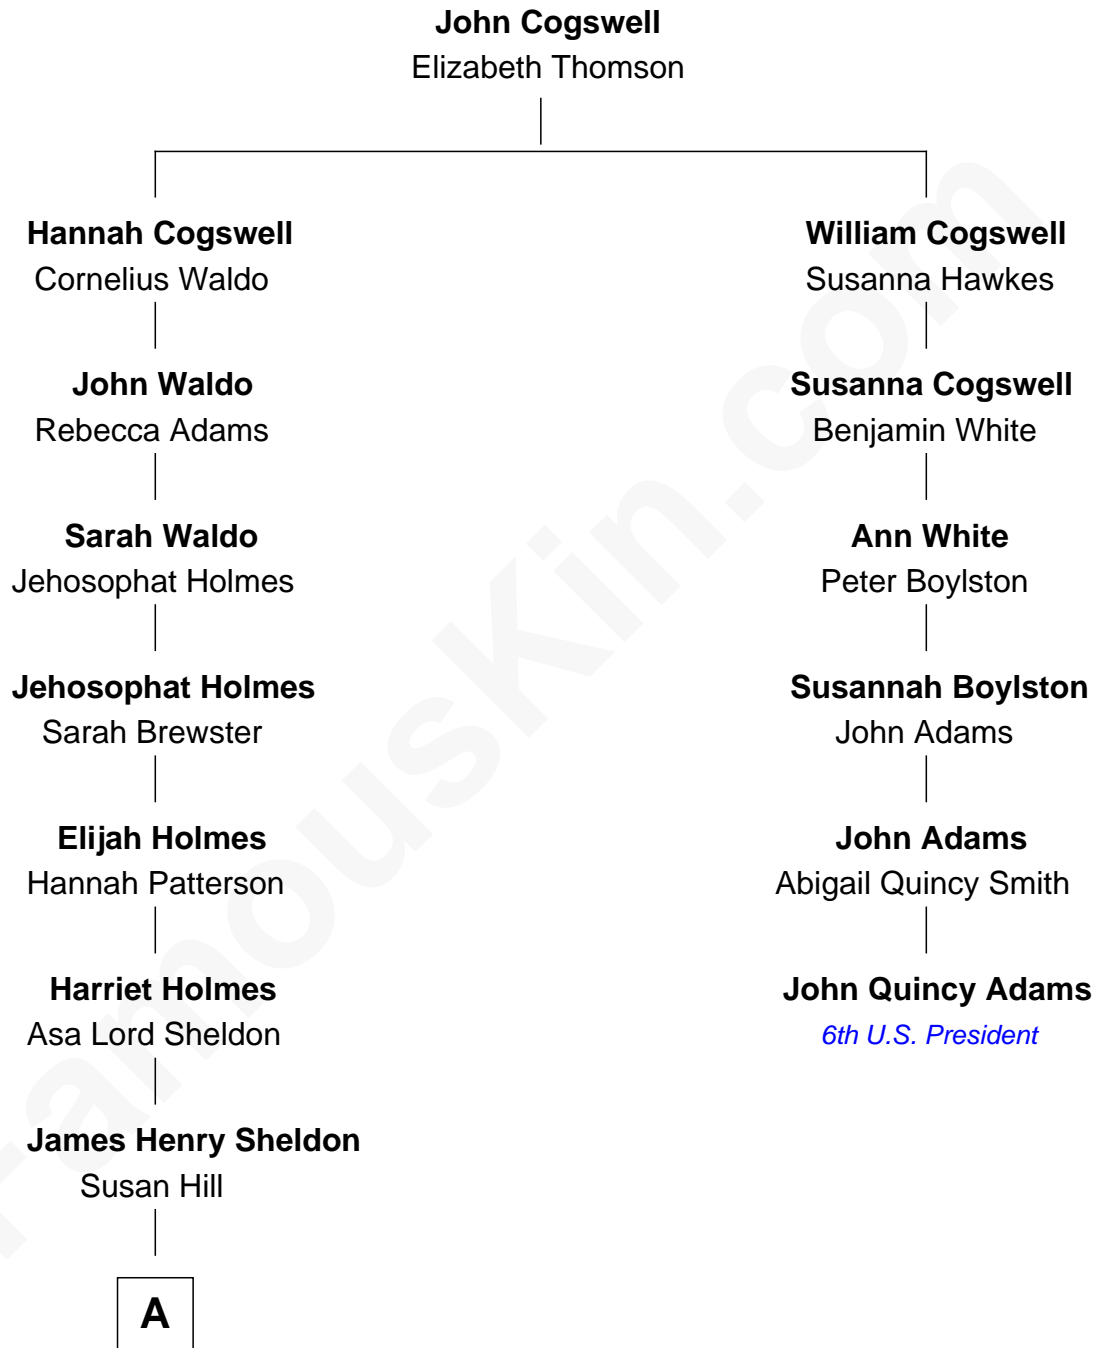 John Cogswell
Elizabeth Thomson
Hannah Cogswell
Cornelius Waldo
William Cogswell
Susanna Hawkes
John Waldo
Rebecca Adams
Susanna Cogswell
Benjamin White
Sarah Waldo
Jehosophat Holmes
Ann White
Peter Boylston
Jehosophat Holmes
Sarah Brewster
Susannah Boylston
John Adams
Elijah Holmes
Hannah Patterson
John Adams
Abigail Quincy Smith
Harriet Holmes
Asa Lord Sheldon
John Quincy Adams
6th U.S. President
James Henry Sheldon
Susan Hill
A
FamousKin.com